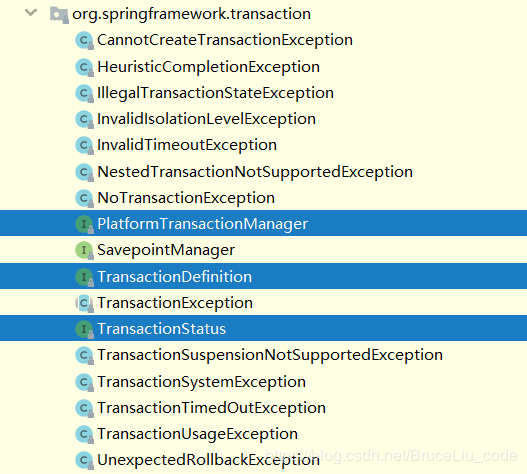 org.springframework.transaction
CannotCreateTransactionException
HeuristicCompletionException
IllegalTransactionStateException
InvalidIsolationLevelException
InvalidTimeoutException
NestedTransactionNotSupportedException
NoTransactionException
PlatformTransactionManager
SavepointManager
TransactionDefinition
TransactionException
TransactionStatus
TransactionSuspensionNotSupportedException
TransactionSystemException
TransactionTimedOutException
TransactionUsageException
UnexpectedRollbackException
http://blog.csdn.net/BruceLiu_code